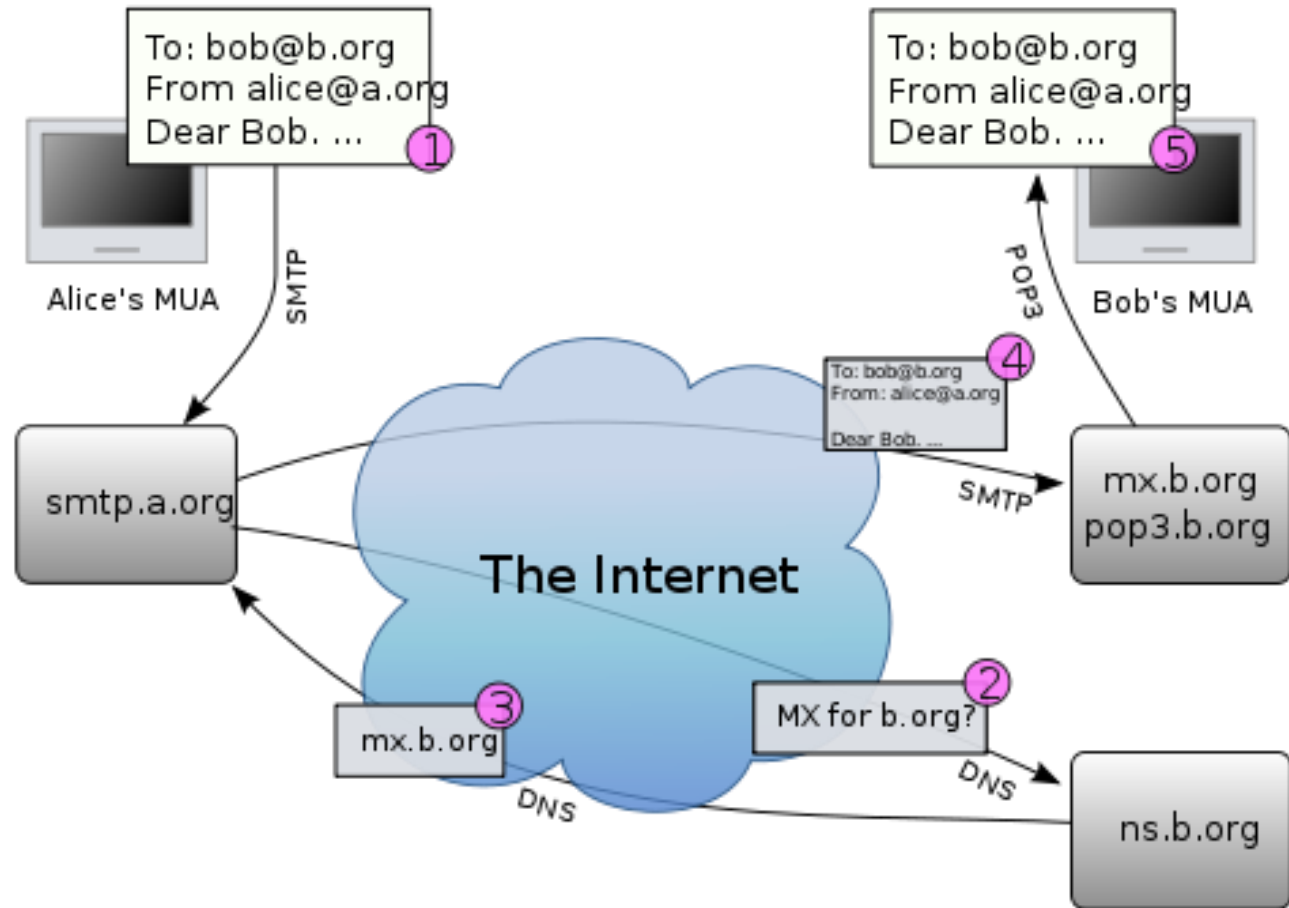 To: bob@b.org
From alice@a.org
Dear Bob. ...
1
Alice's MUA
SMTP
To: bob@b.org
From alice@a.org
Dear Bob. ...
5
Bob's MUA
POP3
4
To: bob@b.org
From: alice@a.org
Dear Bob. ...
SMTP
smtp.a.org
mx.b.org
pop3.b.org
The Internet
2
MX for b.org?
DNS
3
mx.b.org
DNS
ns.b.org